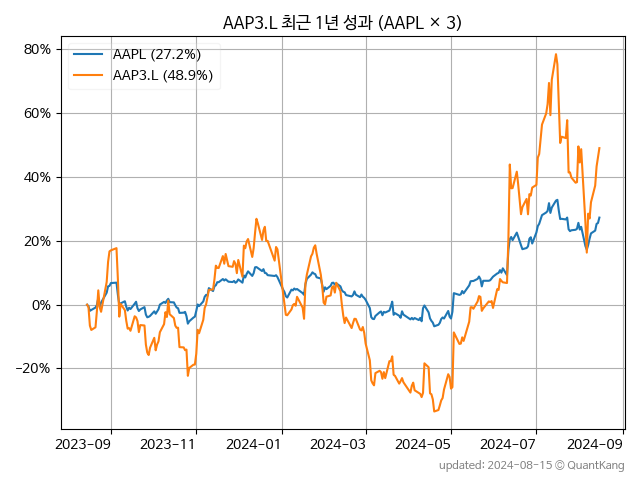 AAP3.L 최근 1년 성과 (AAPL × 3)
AAPL (27.2%)
AAP3.L (48.9%)
80%
60%
40%
20%
0%
−20%
2023-09 2023-11 2024-01 2024-03 2024-05 2024-07 2024-09
updated: 2024-08-15 © QuantKang